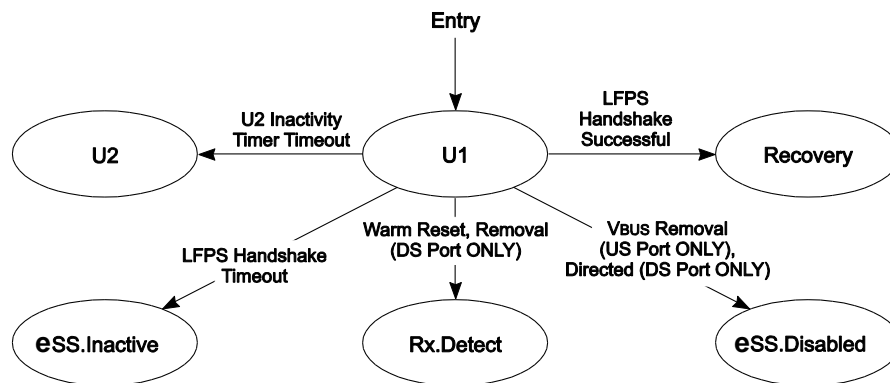 Entry
U2 Inactivity
Timer Timeout
LFPS
Handshake
Successful
U2
U1
Recovery
LFPS Handshake
Timeout
Warm Reset, Removal
(DS Port ONLY)
VBUS Removal
(US Port ONLY),
Directed (DS Port ONLY)
eSS.Inactive
Rx.Detect
eSS.Disabled